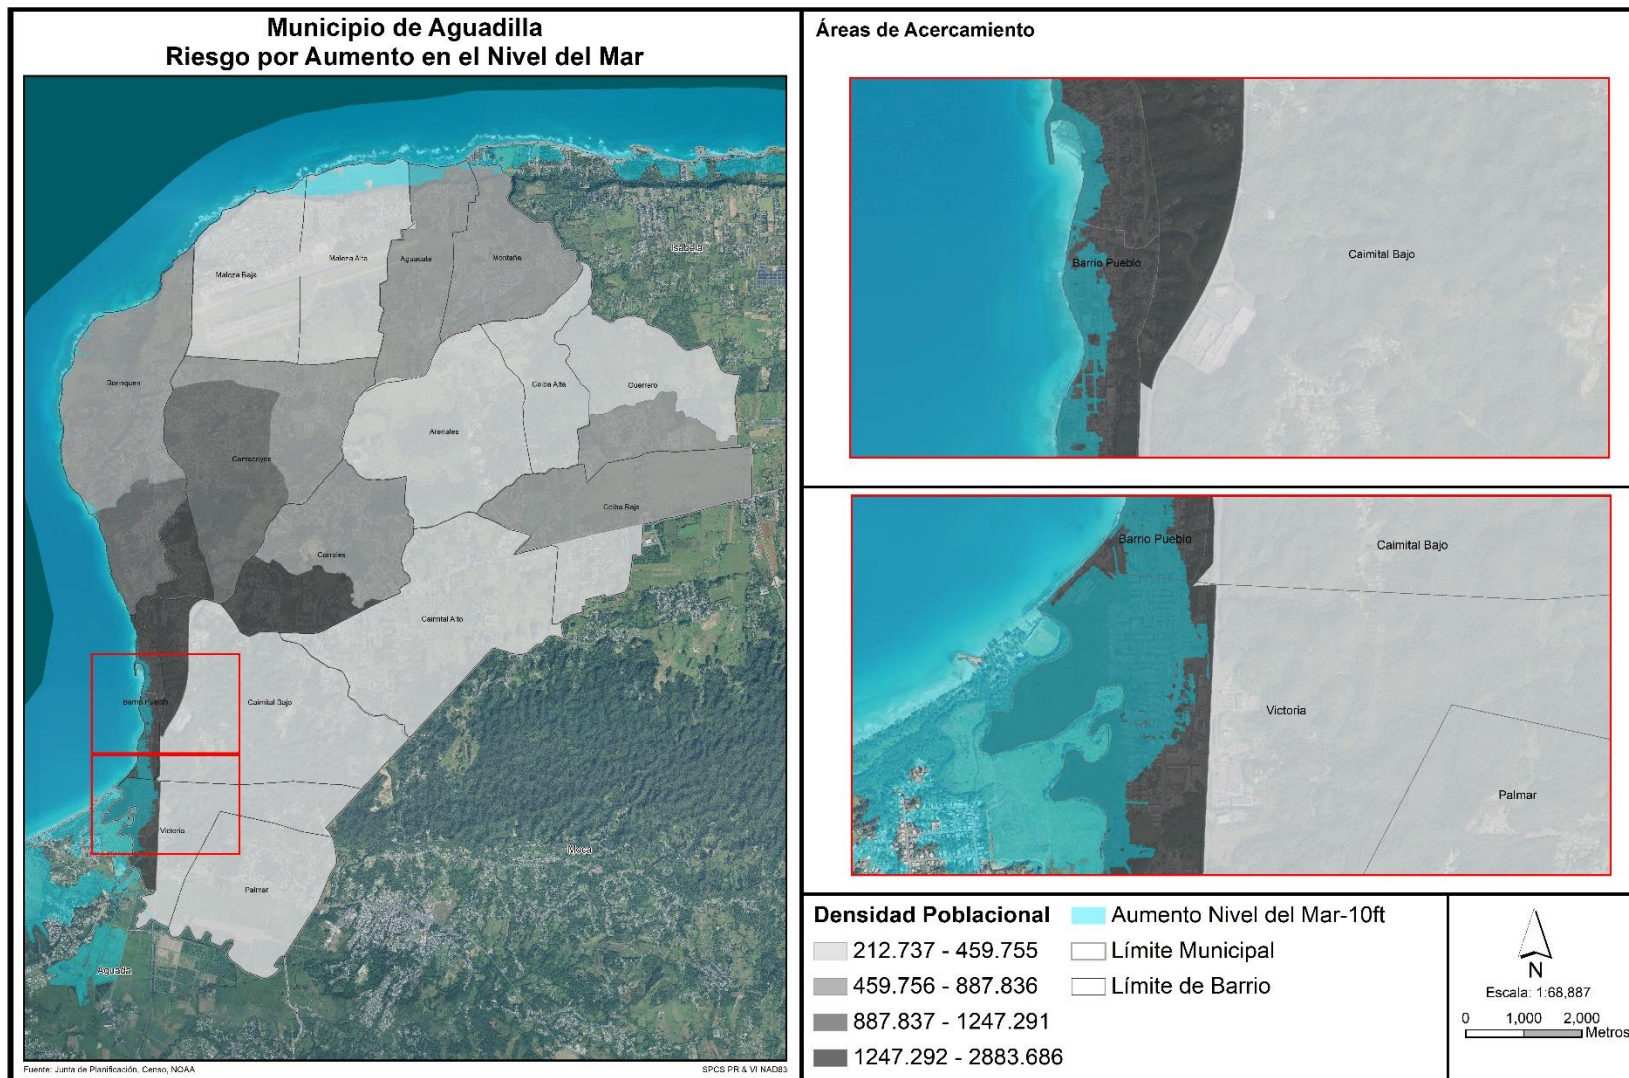 Municipio de Aguadilla
Riesgo por Aumento en el Nivel del Mar
Isabela
Maleza Baja
Maleza Alta
Aguacate
Montaña
Borinquen
Ceiba Alta
Guerrero
Arenales
Camaceyes
Ceiba Baja
Corrales
Caimital Alto
Barrio Pueblo
Caimital Bajo
Victoria
Moca
Palmar
Aguada
Fuente: Junta de Planificación, Censo, NOAA
SPCS PR & VI NAD83
Áreas de Acercamiento
Caimital Bajo
Barrio Pueblo
Barrio Pueblo
Caimital Bajo
Victoria
Palmar
Densidad Poblacional
212.737 - 459.755
459.756 - 887.836
887.837 - 1247.291
1247.292 - 2883.686
Aumento Nivel del Mar-10ft
Límite Municipal
Límite de Barrio
N
Escala: 1:68,887
0 1,000 2,000
Metros